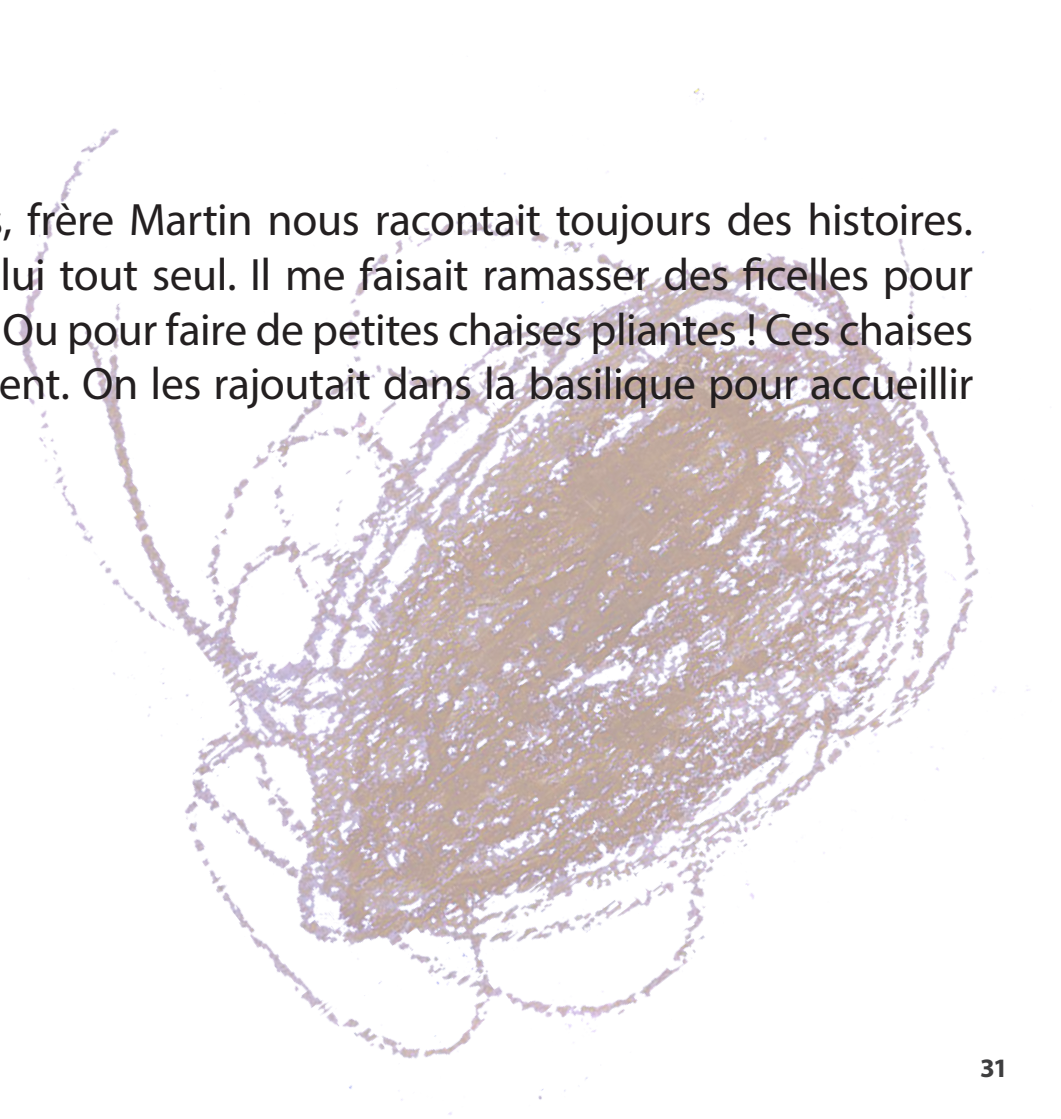 s, frère Martin nous racontait toujours des histoires.
lui tout seul. Il me faisait ramasser des ficelles pour
Ou pour faire de petites chaises pliantes ! Ces chaises
ent. On les rajoutait dans la basilique pour accueillir
31